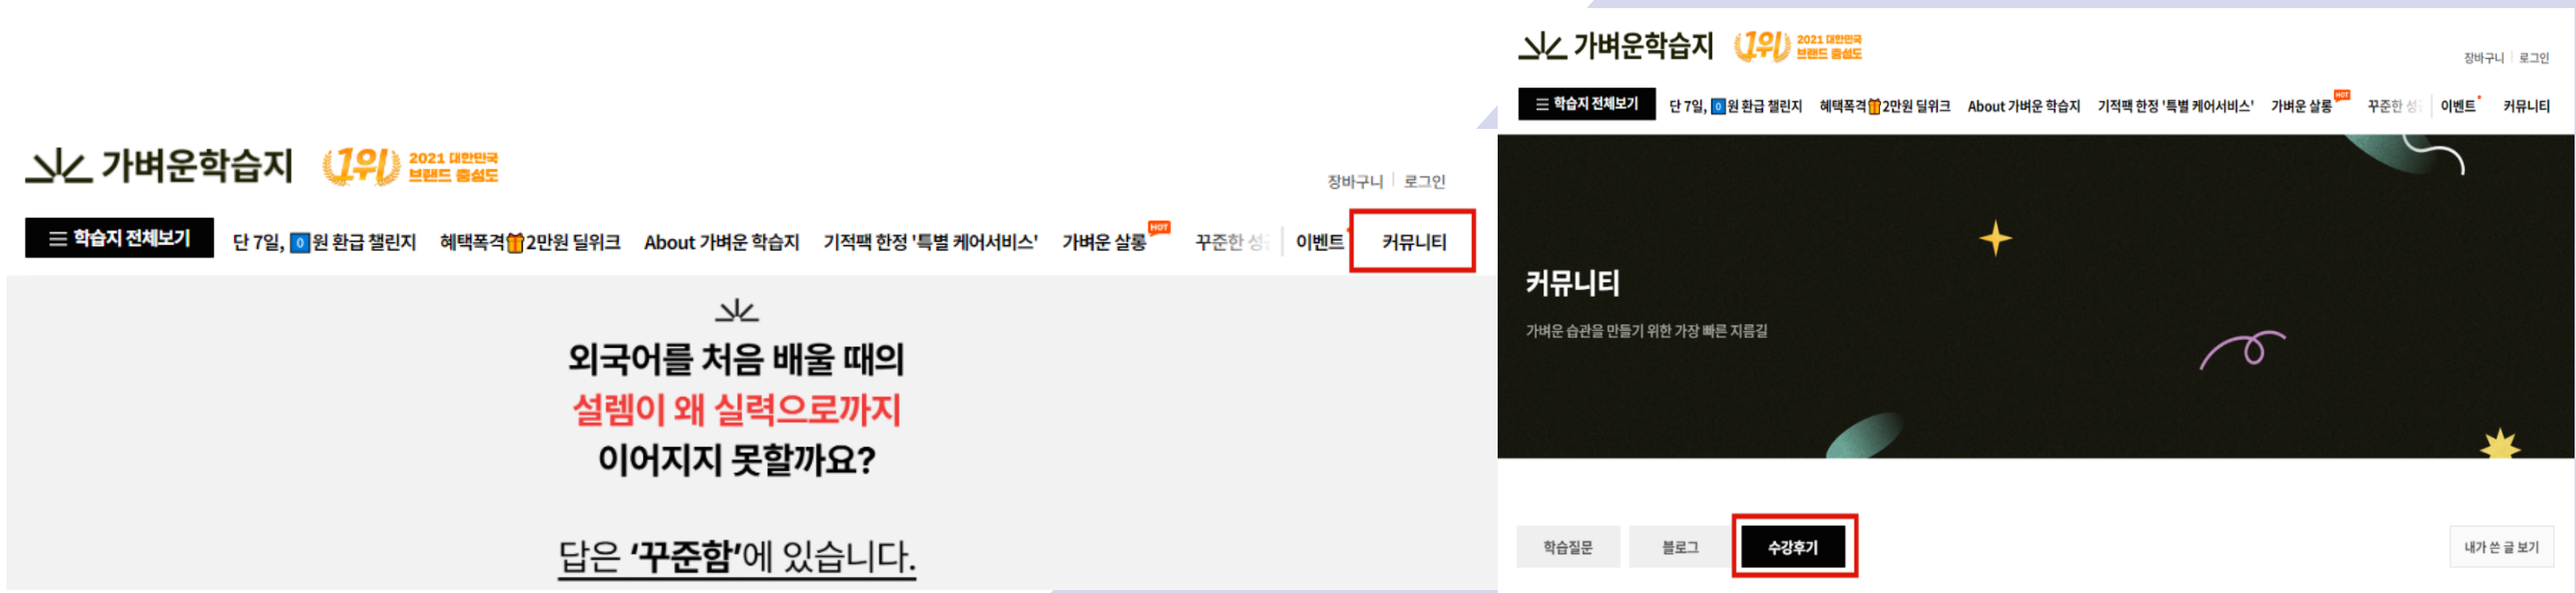 가벼운학습지 1위 2021 대한민국
브랜드 충성도
장바구니 로그인
학습지 전체보기 단 7일, 0원 환급 챌린지 혜택폭격🎁2만원 딜위크 About 가벼운 학습지 기적팩 한정 '특별 케어서비스' 가벼운 살롱 HOT 꾸준한 성 이벤트 커뮤니티
외국어를 처음 배울 때의
설렘이 왜 실력으로까지
이어지지 못할까요?
답은 '꾸준함'에 있습니다.
가벼운학습지 1위 2021 대한민국
브랜드 충성도
장바구니 로그인
학습지 전체보기 단 7일, 0원 환급 챌린지 혜택폭격🎁2만원 딜위크 About 가벼운 학습지 기적팩 한정 '특별 케어서비스' 가벼운 살롱 HOT 꾸준한 성 이벤트 커뮤니티
커뮤니티
가벼운 습관을 만들기 위한 가장 빠른 지름길
학습질문 블로그 수강후기 내가 쓴 글 보기